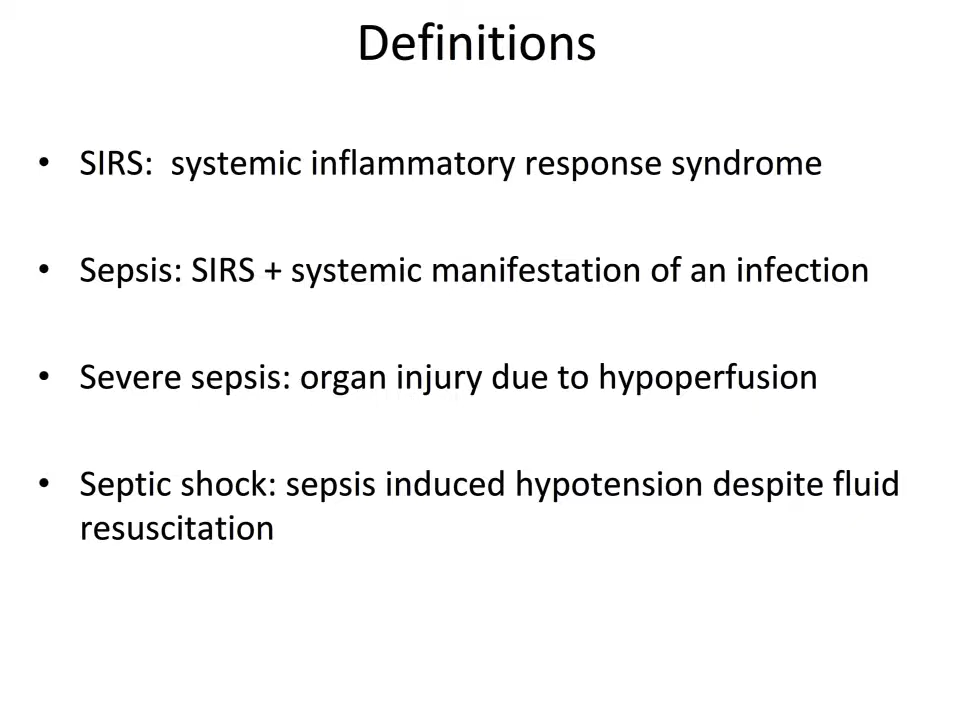 Definitions
• SIRS:  systemic inflammatory response syndrome
• Sepsis: SIRS + systemic manifestation of an infection
• Severe sepsis: organ injury due to hypoperfusion
• Septic shock: sepsis induced hypotension despite fluid
resuscitation